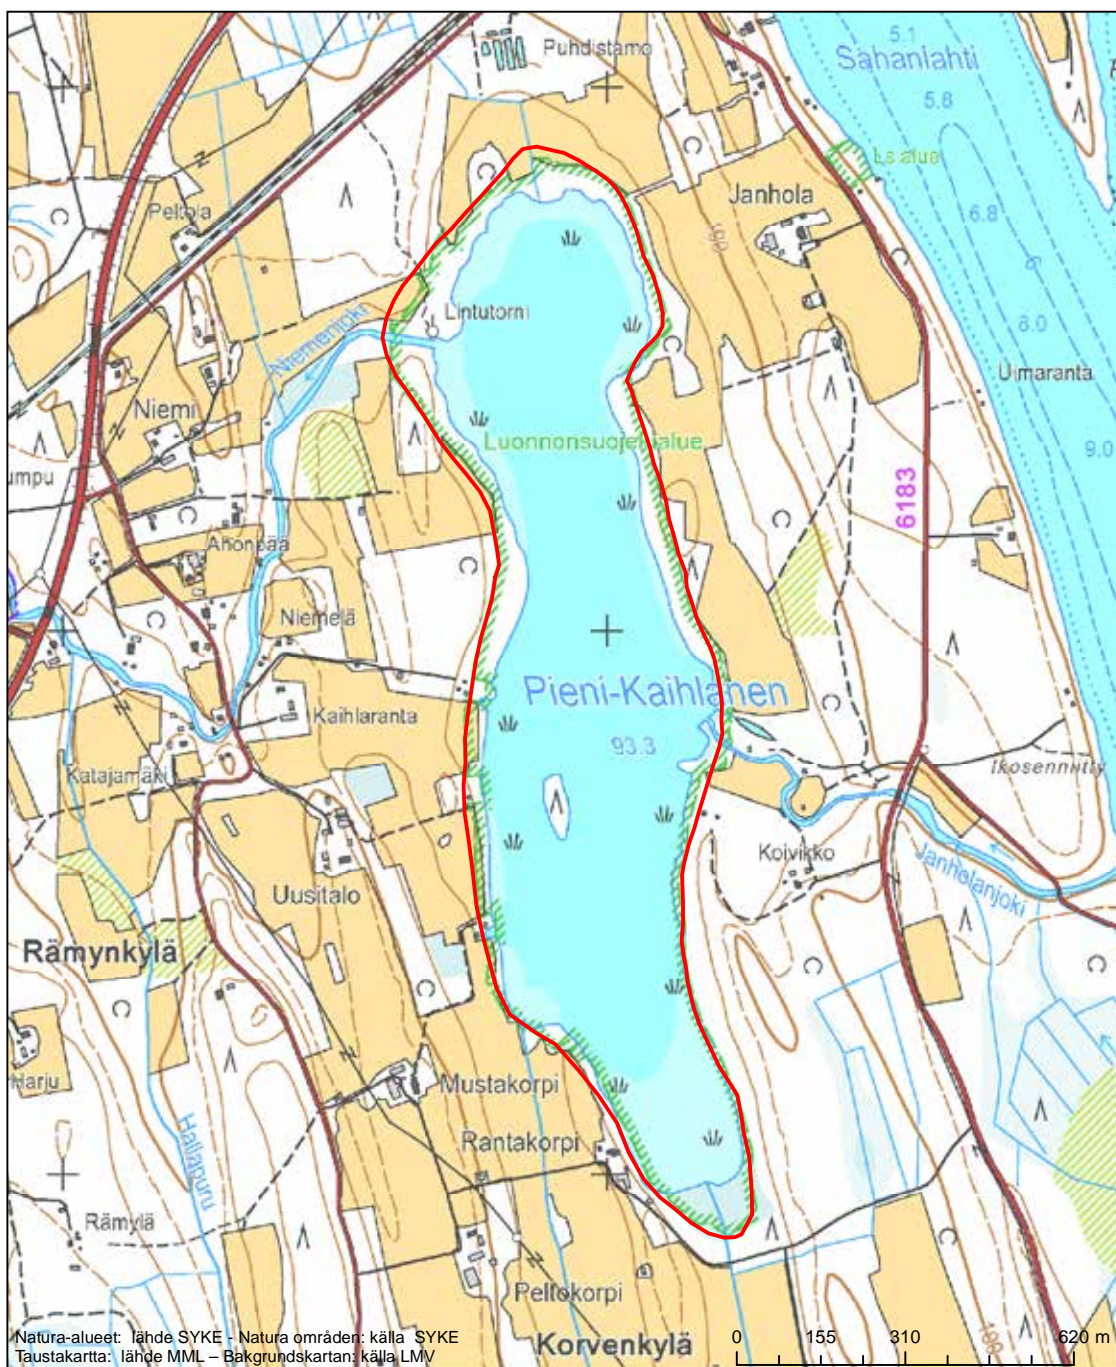 5.1
Puhdistamo
Sahanlahti
5.8
Ls.alue
Janhola
Peltola
6.8
100
Lintutorni
Niemenjoki
8.0
Uimaranta
Niemi
Luonnonsuojelualue
9.0
umpu
6183
Ahonpää
Niemelä
Pieni-Kaihlanen
Kaihlaranta
93.3
Katajamäki
Ikosenniitty
Koivikko
Janholanjoki
Uusitalo
Rämynkylä
Harju
Mustakorpi
Rantakorpi
Hallapuru
Rämylä
Peltokorpi
Korvenkylä
100
0 155 310 620 m
Natura-alueet: lähde SYKE - Natura områden: källa SYKE
Taustakartta: lähde MML – Bakgrundskartan: källa LMV